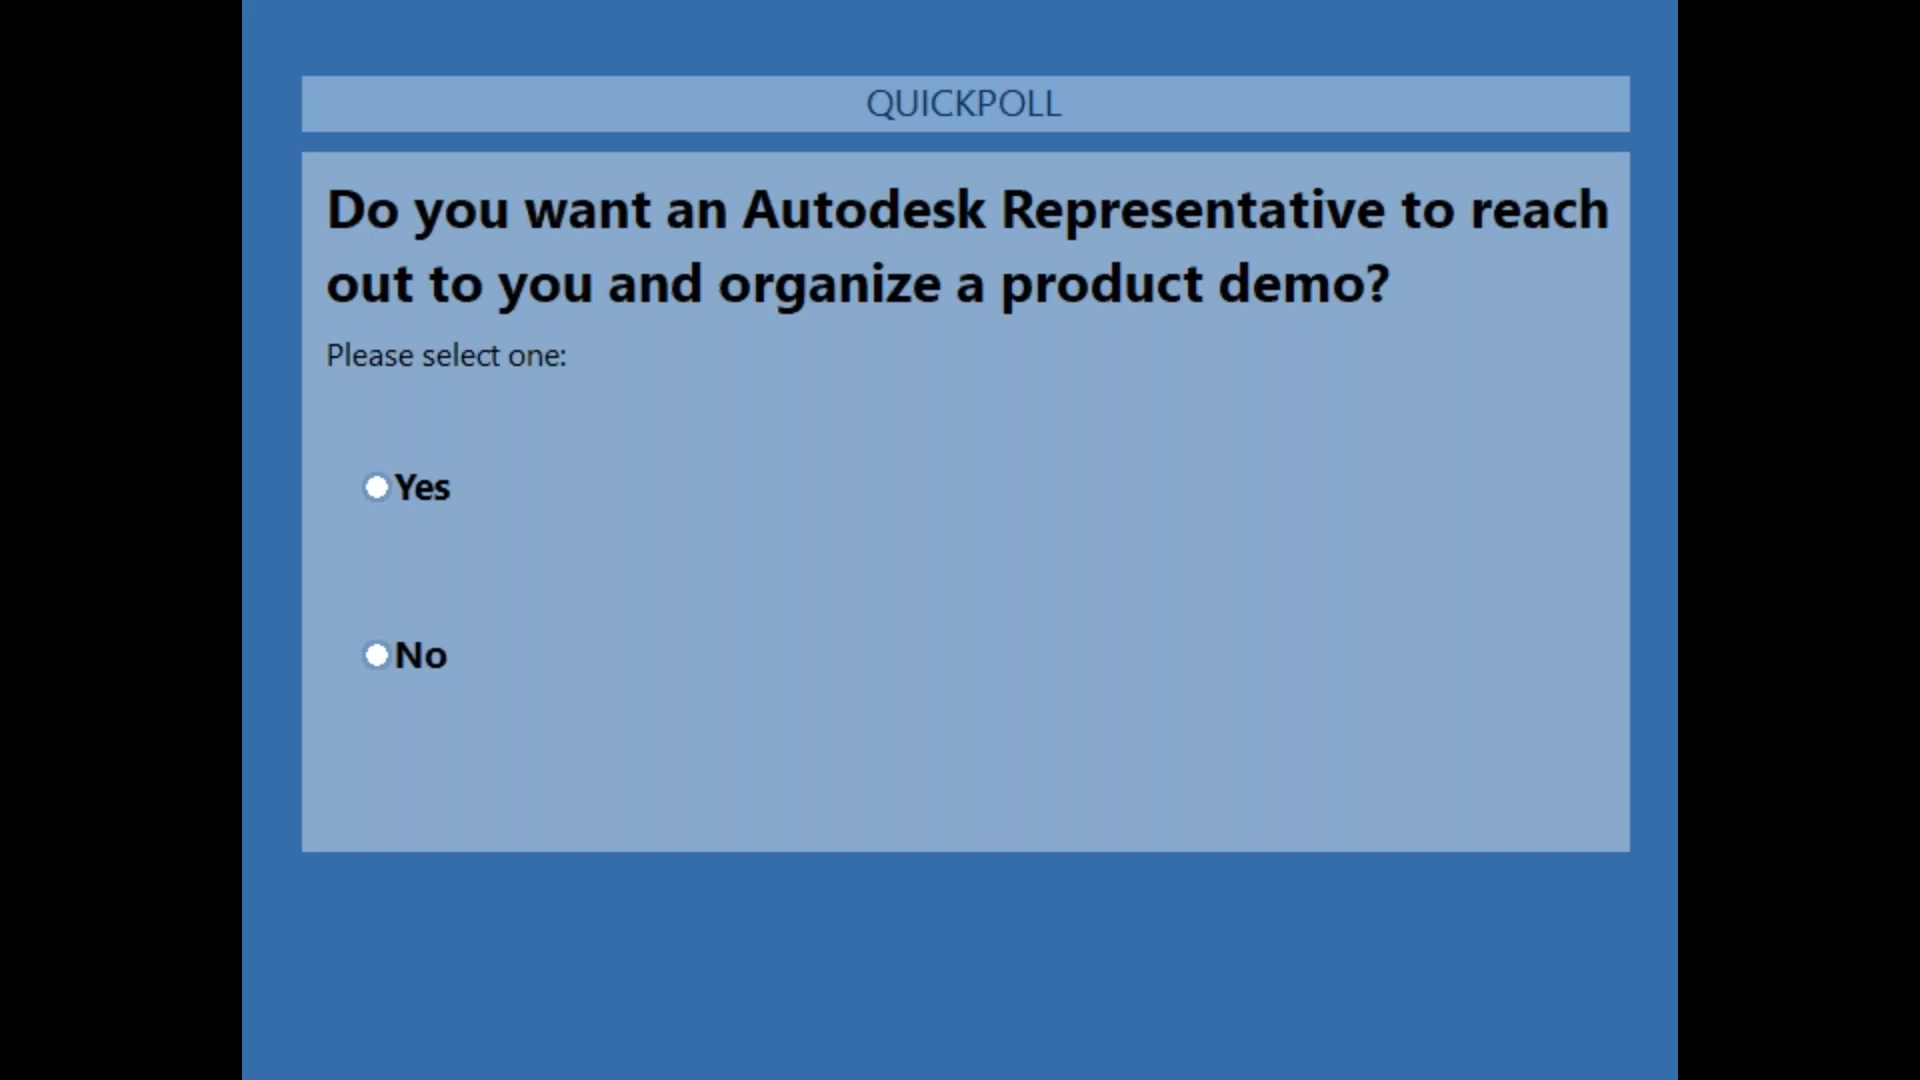 QUICKPOLL
Do you want an Autodesk Representative to reach
out to you and organize a product demo?
Please select one:
Yes
No